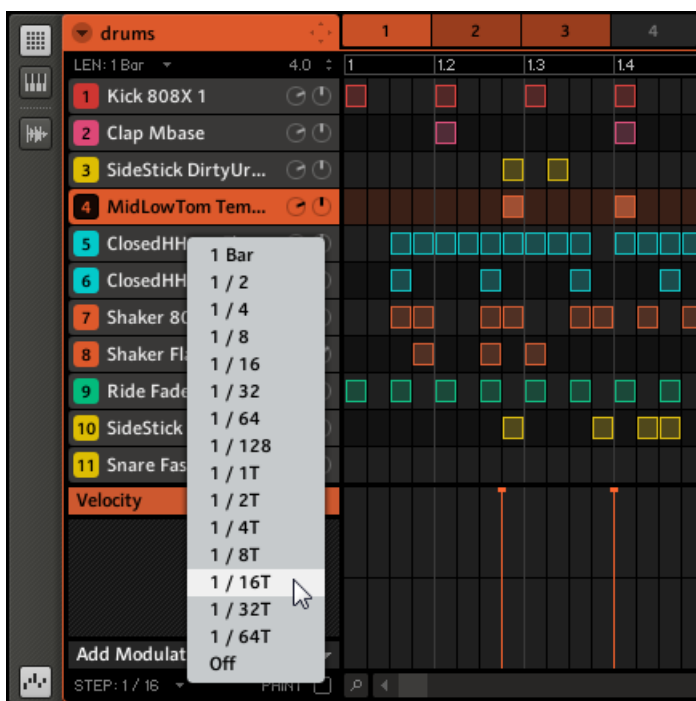 drums
1 2 3 4
LEN: 1 Bar 4.0
1 1.2 1.3 1.4
1 Kick 808X 1
2 Clap Mbase
3 SideStick DirtyUr...
4 MidLowTom Tem...
5 ClosedHH
6 ClosedHH
7 Shaker 80
8 Shaker Fl
9 Ride Fade
10 SideStick
11 Snare Fas
Velocity
1 Bar
1 / 2
1 / 4
1 / 8
1 / 16
1 / 32
1 / 64
1 / 128
1 / 1T
1 / 2T
1 / 4T
1 / 8T
1 / 16T
1 / 32T
1 / 64T
Off
Add Modulat
STEP: 1 / 16 PAINT